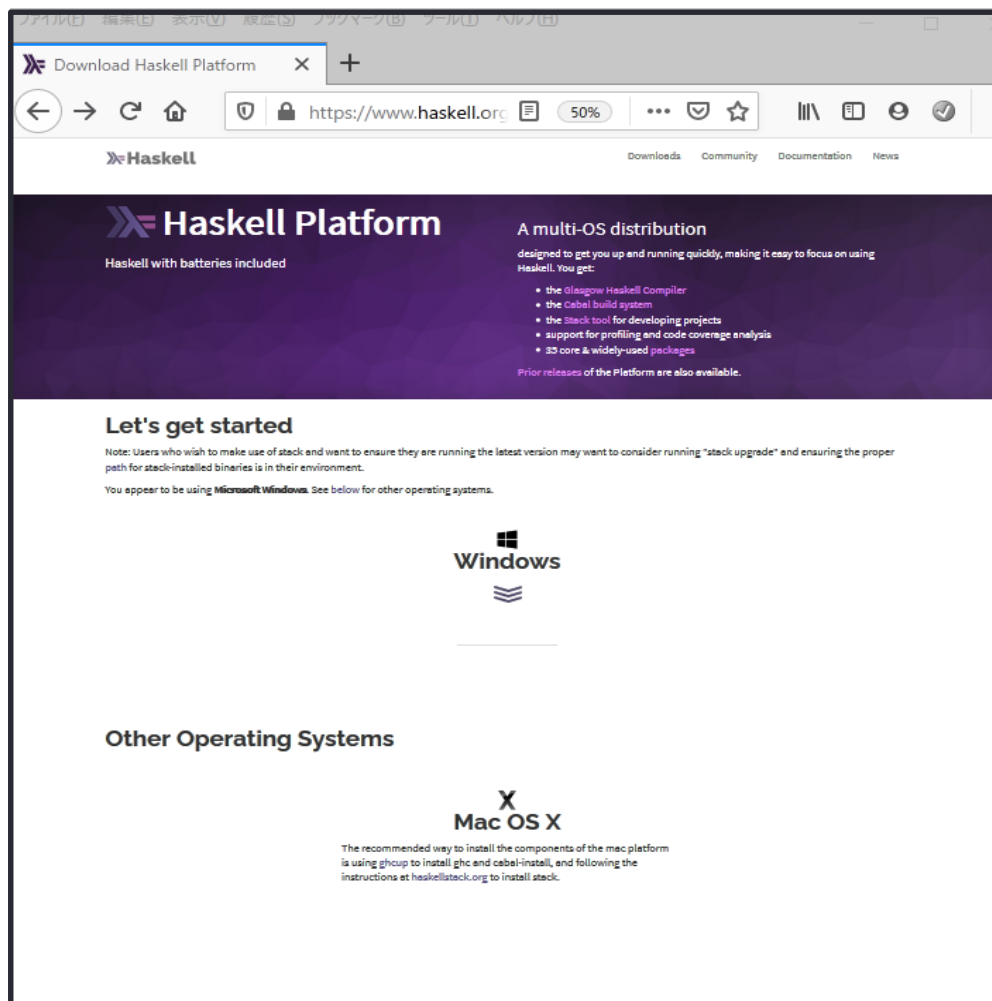 ファイル(F) 編集(E) 表示(V) 履歴(S) ブックマーク(B) ツール(T) ヘルプ(H)
Download Haskell Platform
https://www.haskell.org 50%
Haskell Downloads Community Documentation News
Haskell Platform
Haskell with batteries included
A multi-OS distribution
designed to get you up and running quickly, making it easy to focus on using
Haskell. You get:
• the Glasgow Haskell Compiler
• the Cabal build system
• the Stack tool for developing projects
• support for profiling and code coverage analysis
• 35 core & widely-used packages
Prior releases of the Platform are also available.
Let's get started
Note: Users who wish to make use of stack and want to ensure they are running the latest version may want to consider running "stack upgrade" and ensuring the proper
path for stack-installed binaries is in their environment.
You appear to be using Microsoft Windows. See below for other operating systems.
Windows
Other Operating Systems
Mac OS X
The recommended way to install the components of the mac platform
is using ghcup to install ghc and cabal-install, and following the
instructions at haskellstack.org to install stack.